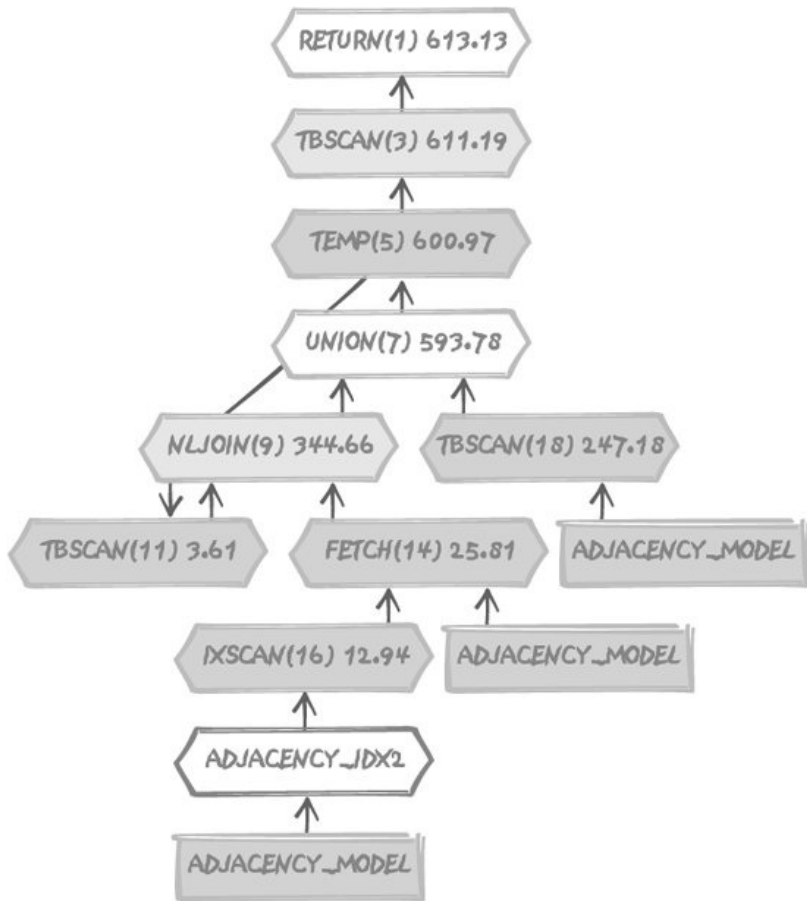 RETURN(1) 613.13
TBSCAN(3) 611.19
TEMP(5) 600.97
UNION(7) 593.78
NLJOIN(9) 344.66
TBSCAN(18) 247.18
TBSCAN(11) 3.61
FETCH(14) 25.81
ADJACENCY_MODEL
IXSCAN(16) 12.94
ADJACENCY_MODEL
ADJACENCY_IDX2
ADJACENCY_MODEL